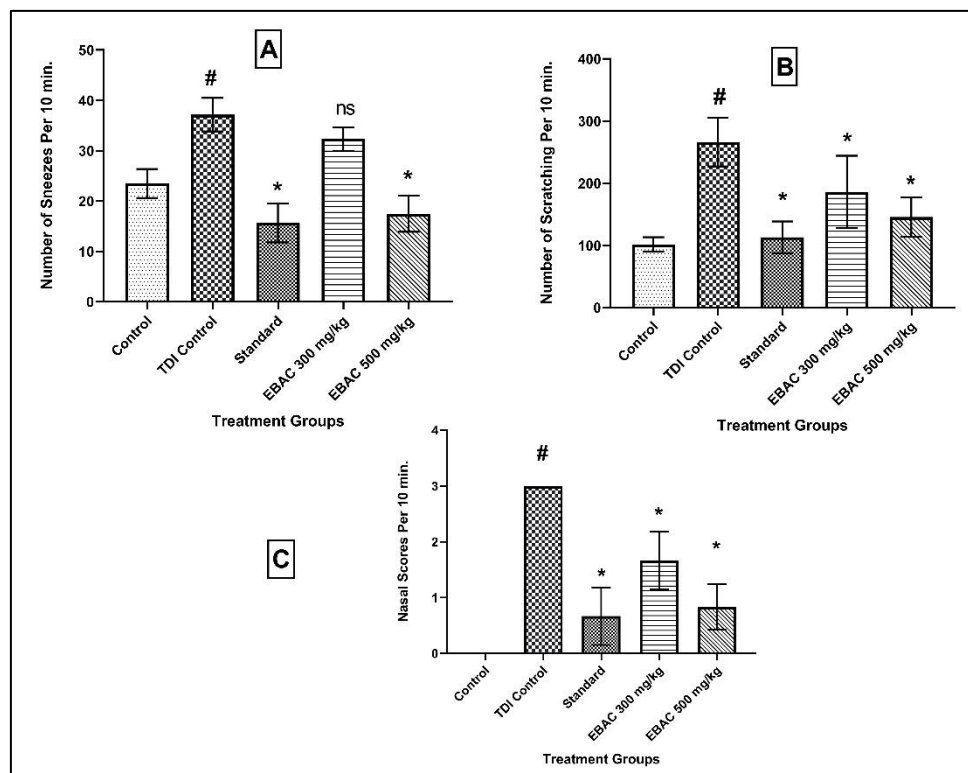 A
Number of Sneezes Per 10 min.
50
40
30
20
10
0
#
*
ns
*
Control
TDI Control
Standard
EBAC 300 mg/kg
EBAC 500 mg/kg
Treatment Groups
B
Number of Scratching Per 10 min.
400
300
200
100
0
#
*
*
*
Control
TDI Control
Standard
EBAC 300 mg/kg
EBAC 500 mg/kg
Treatment Groups
C
Nasal Scores Per 10 min.
4
3
2
1
0
#
*
*
*
Control
TDI Control
Standard
EBAC 300 mg/kg
EBAC 500 mg/kg
Treatment Groups